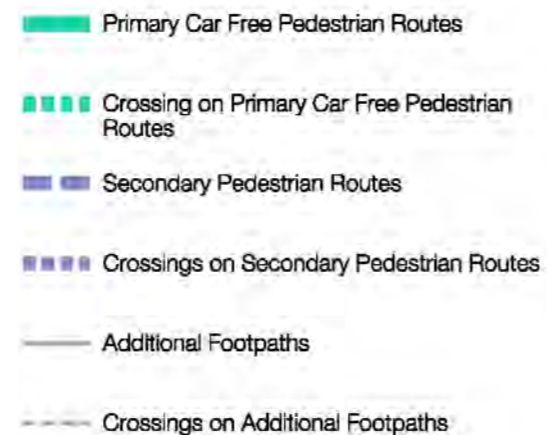 Primary Car Free Pedestrian Routes
Crossing on Primary Car Free Pedestrian
Routes
Secondary Pedestrian Routes
Crossings on Secondary Pedestrian Routes
Additional Footpaths
Crossings on Additional Footpaths